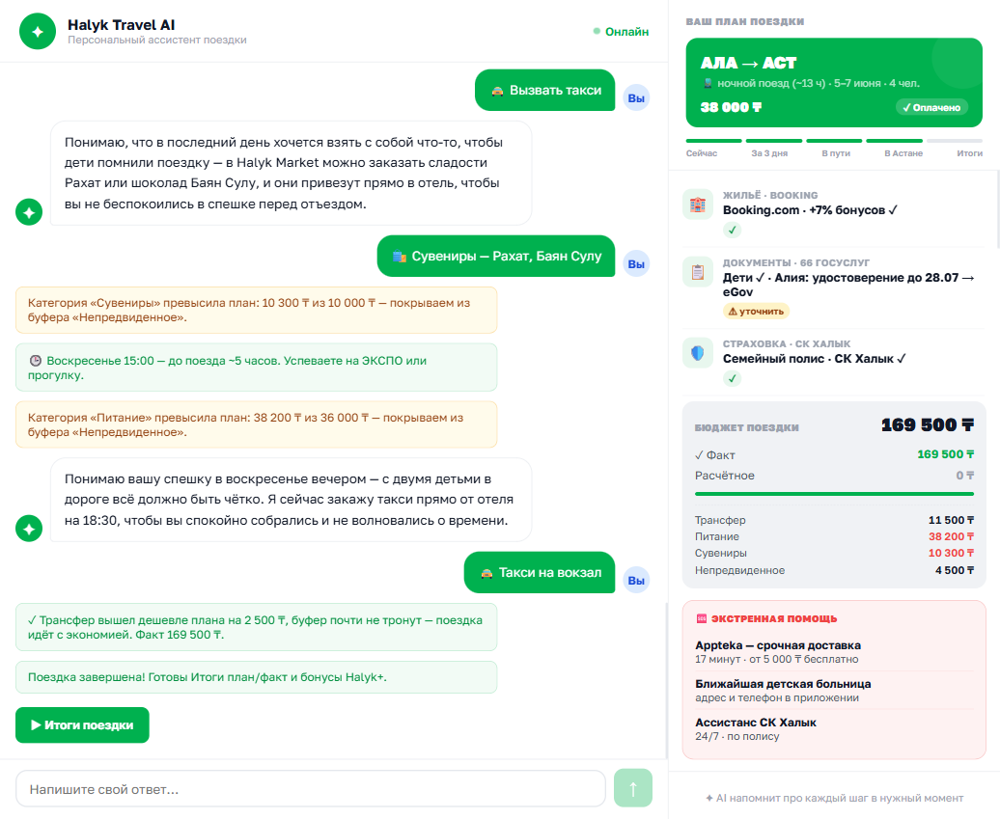 Halyk Travel AI
Персональный ассистент поездки
Онлайн
Вызвать такси
Вы
Понимаю, что в последний день хочется взять с собой что-то, чтобы
дети помнили поездку — в Halyk Market можно заказать сладости
Рахат или шоколад Баян Сулу, и они привезут прямо в отель, чтобы
вы не беспокоились в спешке перед отъездом.
Сувениры — Рахат, Баян Сулу
Вы
Категория «Сувениры» превысила план: 10 300 ₸ из 10 000 ₸ — покрываем из
буфера «Непредвиденное».
Воскресенье 15:00 — до поезда ~5 часов. Успеваете на ЭКСПО или
прогулку.
Категория «Питание» превысила план: 38 200 ₸ из 36 000 ₸ — покрываем из
буфера «Непредвиденное».
Понимаю вашу спешку в воскресенье вечером — с двумя детьми в
дороге всё должно быть чётко. Я сейчас закажу такси прямо от отеля
на 18:30, чтобы вы спокойно собрались и не волновались о времени.
Такси на вокзал
Вы
✓ Трансфер вышел дешевле плана на 2 500 ₸, буфер почти не тронут — поездка
идёт с экономией. Факт 169 500 ₸.
Поездка завершена! Готовы Итоги план/факт и бонусы Halyk+.
▶ Итоги поездки
Напишите свой ответ...
ВАШ ПЛАН ПОЕЗДКИ
АЛА → АСТ
ночной поезд (~13 ч) · 5–7 июня · 4 чел.
38 000 ₸
✓ Оплачено
Сейчас
За 3 дня
В пути
В Астане
Итоги
ЖИЛЬЁ · BOOKING
Booking.com · +7% бонусов ✓
✓
ДОКУМЕНТЫ · 66 ГОСУСЛУГ
Дети ✓ · Алия: удостоверение до 28.07 →
eGov
⚠ уточнить
СТРАХОВКА · СК ХАЛЫК
Семейный полис · СК Халык ✓
✓
БЮДЖЕТ ПОЕЗДКИ
169 500 ₸
✓ Факт
169 500 ₸
Расчётное
0 ₸
Трансфер
11 500 ₸
Питание
38 200 ₸
Сувениры
10 300 ₸
Непредвиденное
4 500 ₸
🆘 ЭКСТРЕННАЯ ПОМОЩЬ
Appteka — срочная доставка
17 минут · от 5 000 ₸ бесплатно
Ближайшая детская больница
адрес и телефон в приложении
Ассистанс СК Халык
24/7 · по полису
✦ AI напомнит про каждый шаг в нужный момент